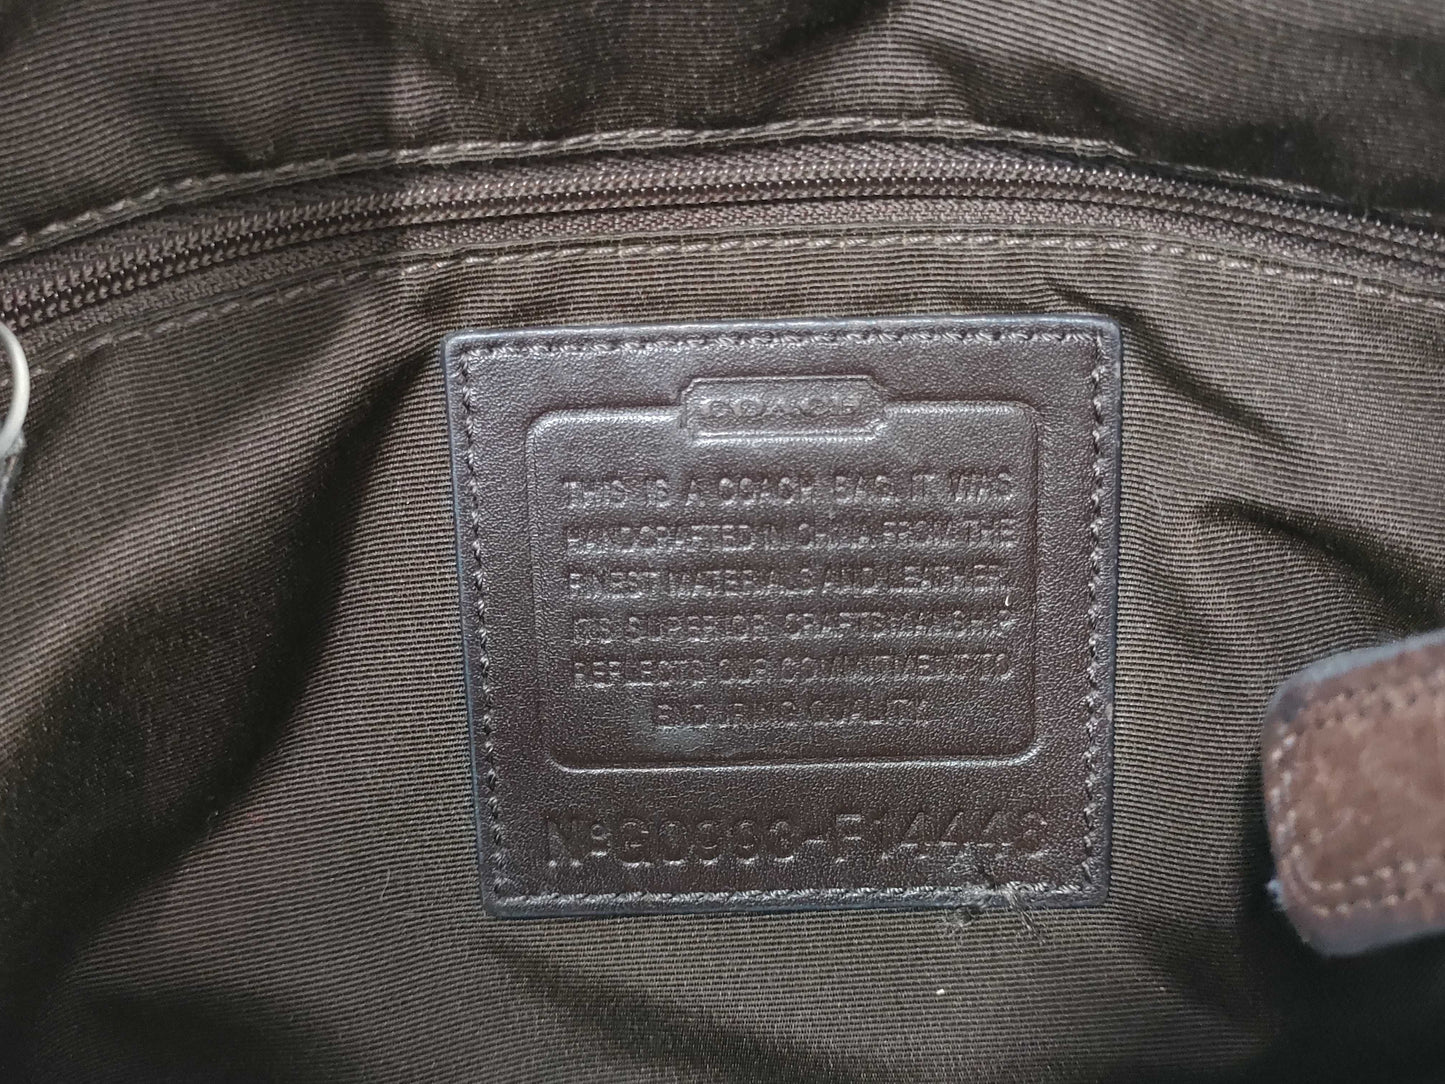 COACH
THIS IS A COACH BAG. IT WAS
HANDCRAFTED IN CHINA FROM THE
FINEST MATERIALS AND LEATHER.
ITS SUPERIOR CRAFTSMANSHIP
REFLECTS OUR COMMITMENT TO
ENDURING QUALITY.